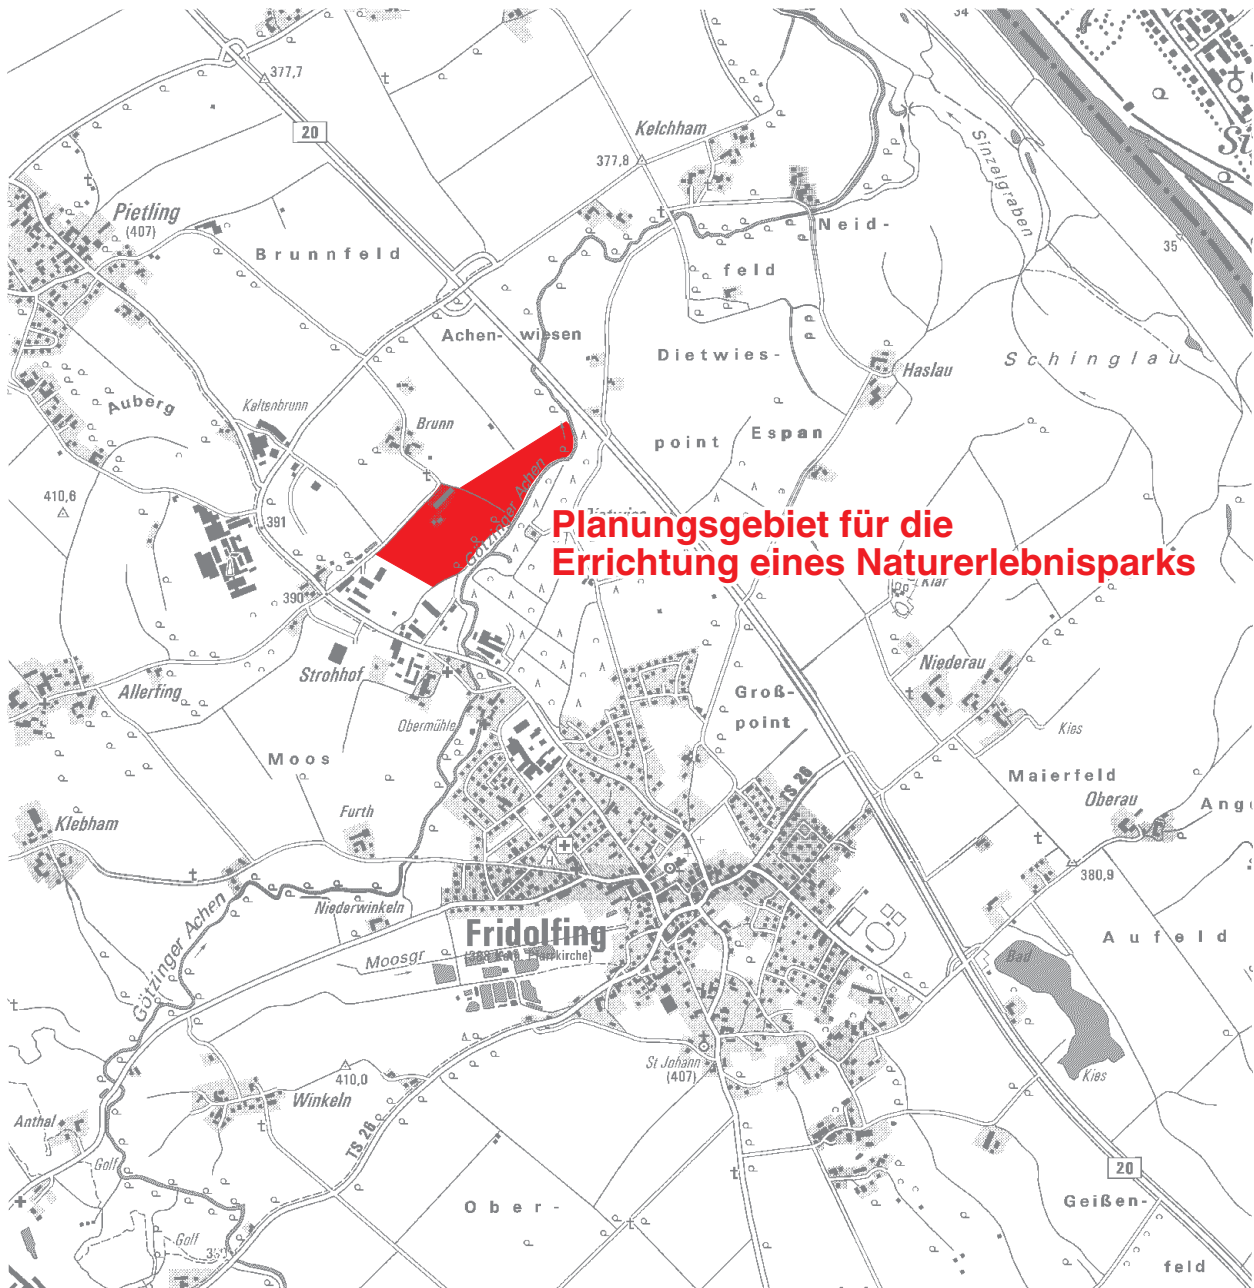 34
377,7
20
Kelchham
377,8
Sinzelgraben
Pietling
(407)
Brunnfeld
Neid-
feld
35
Achen-wiesen
Dietwies-
Schinglau
Haslau
Auberg
Kaltenbrunn
Brunn
point
Espan
410,6
391
Götzinger Achen
Planungsgebiet für die
Errichtung eines Naturerlebnisparks
Klar
390
Strohhof
Niederau
Allerfing
Groß-
point
Obermühle
Kies
Moos
Maierfeld
TS 26
Oberau
Furth
Klebham
H
380,9
Niederwinkeln
Götzinger Achen
Fridolfing
Aufeld
Moosgr
Bad
St Johann
(407)
Kies
410,0
Winkeln
Anthal
TS 26
Golf
20
Ober-
Geißen-
Golf
feld